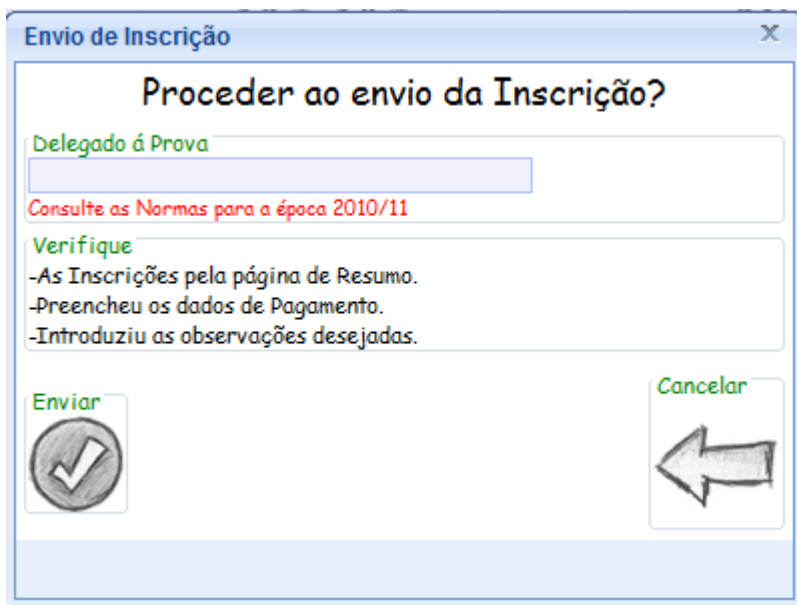 Envio de Inscrição
Proceder ao envio da Inscrição?
Delegado á Prova
Consulte as Normas para a época 2010/11
Verifique
-As Inscrições pela página de Resumo.
-Preencheu os dados de Pagamento.
-Introduziu as observações desejadas.
Enviar
Cancelar